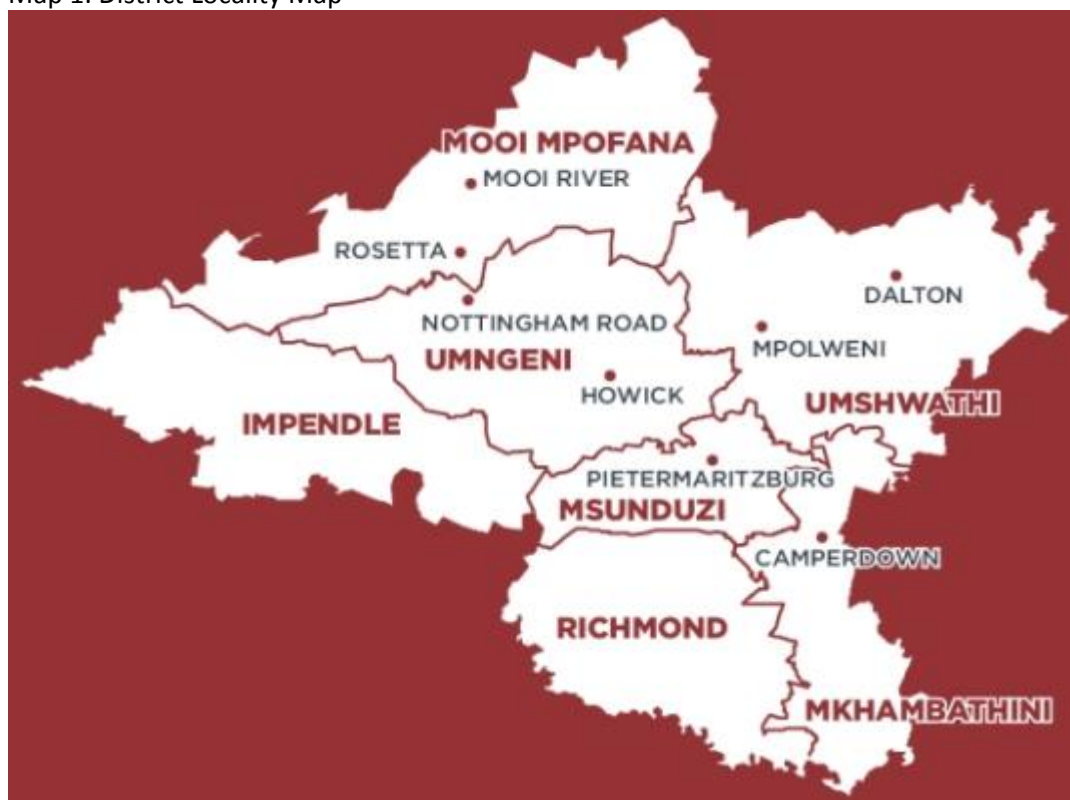 Map 1: District Locality Map
MOOI MPOFANA
MOOI RIVER
ROSETTA
DALTON
NOTTINGHAM ROAD
MPOLWENI
UMNGENI
HOWICK
UMSHWATHI
IMPENDLE
PIETERMARITZBURG
MSUNDUZI
CAMPERDOWN
RICHMOND
MKHAMBATHINI